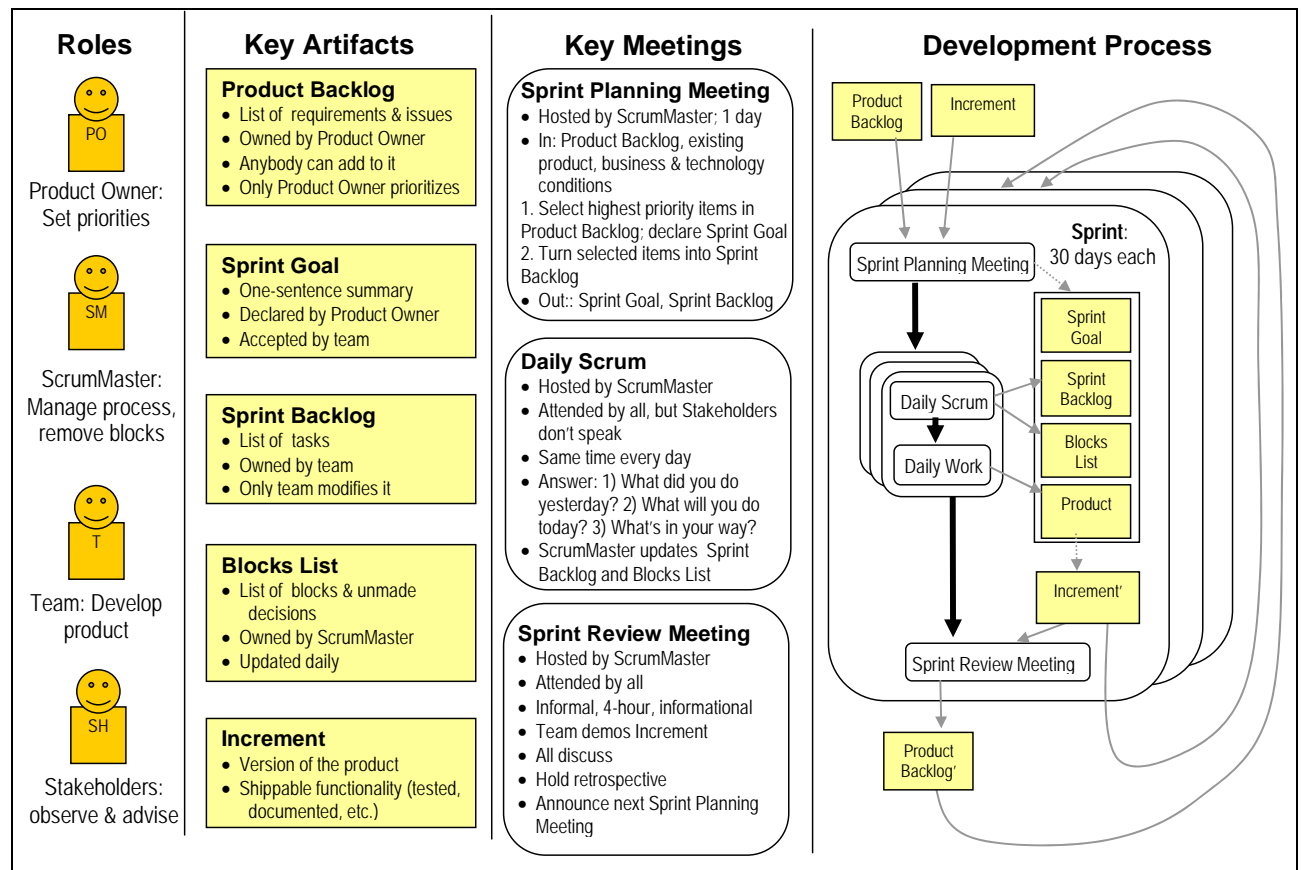 Roles
PO
Product Owner:
Set priorities
SM
ScrumMaster:
Manage process,
remove blocks
T
Team: Develop
product
SH
Stakeholders:
observe & advise
Key Artifacts
Product Backlog
• List of requirements & issues
• Owned by Product Owner
• Anybody can add to it
• Only Product Owner prioritizes
Sprint Goal
• One-sentence summary
• Declared by Product Owner
• Accepted by team
Sprint Backlog
• List of tasks
• Owned by team
• Only team modifies it
Blocks List
• List of blocks & unmade
decisions
• Owned by ScrumMaster
• Updated daily
Increment
• Version of the product
• Shippable functionality (tested,
documented, etc.)
Key Meetings
Sprint Planning Meeting
• Hosted by ScrumMaster; 1 day
• In: Product Backlog, existing
product, business & technology
conditions
1. Select highest priority items in
Product Backlog; declare Sprint Goal
2. Turn selected items into Sprint
Backlog
• Out:: Sprint Goal, Sprint Backlog
Daily Scrum
• Hosted by ScrumMaster
• Attended by all, but Stakeholders
don't speak
• Same time every day
• Answer: 1) What did you do
yesterday? 2) What will you do
today? 3) What's in your way?
• ScrumMaster updates Sprint
Backlog and Blocks List
Sprint Review Meeting
• Hosted by ScrumMaster
• Attended by all
• Informal, 4-hour, informational
• Team demos Increment
• All discuss
• Hold retrospective
• Announce next Sprint Planning
Meeting
Development Process
Product
Backlog
Increment
Sprint:
30 days each
Sprint Planning Meeting
Sprint
Goal
Sprint
Backlog
Blocks
List
Product
Daily Scrum
Daily Work
Increment'
Sprint Review Meeting
Product
Backlog'